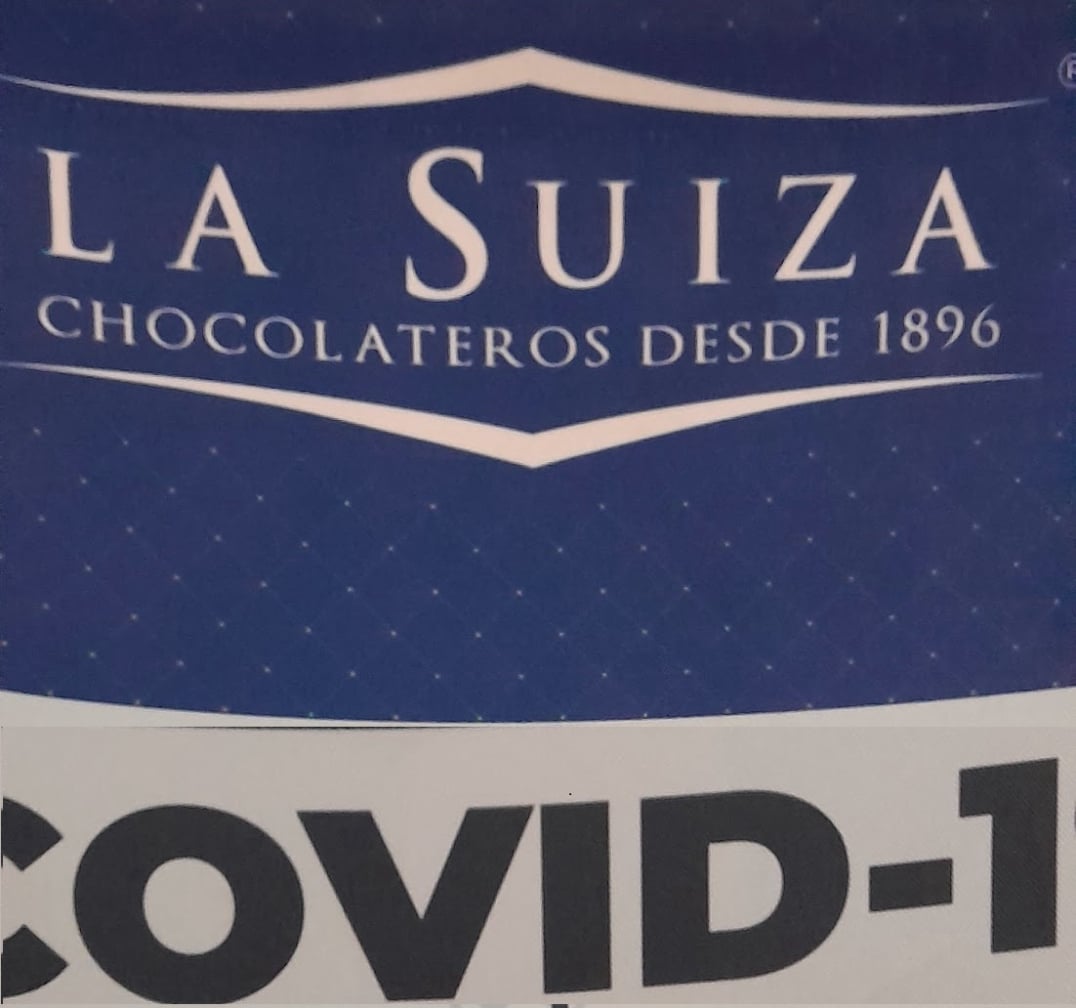 ®
LA SUIZA
CHOCOLATEROS DESDE 1896
COVID-1